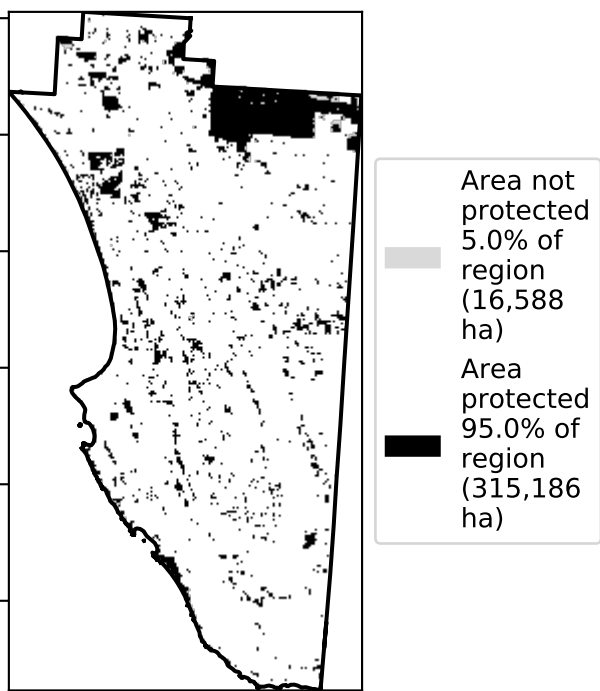 Area not
protected
5.0% of
region
(16,588
ha)
Area
protected
95.0% of
region
(315,186
ha)